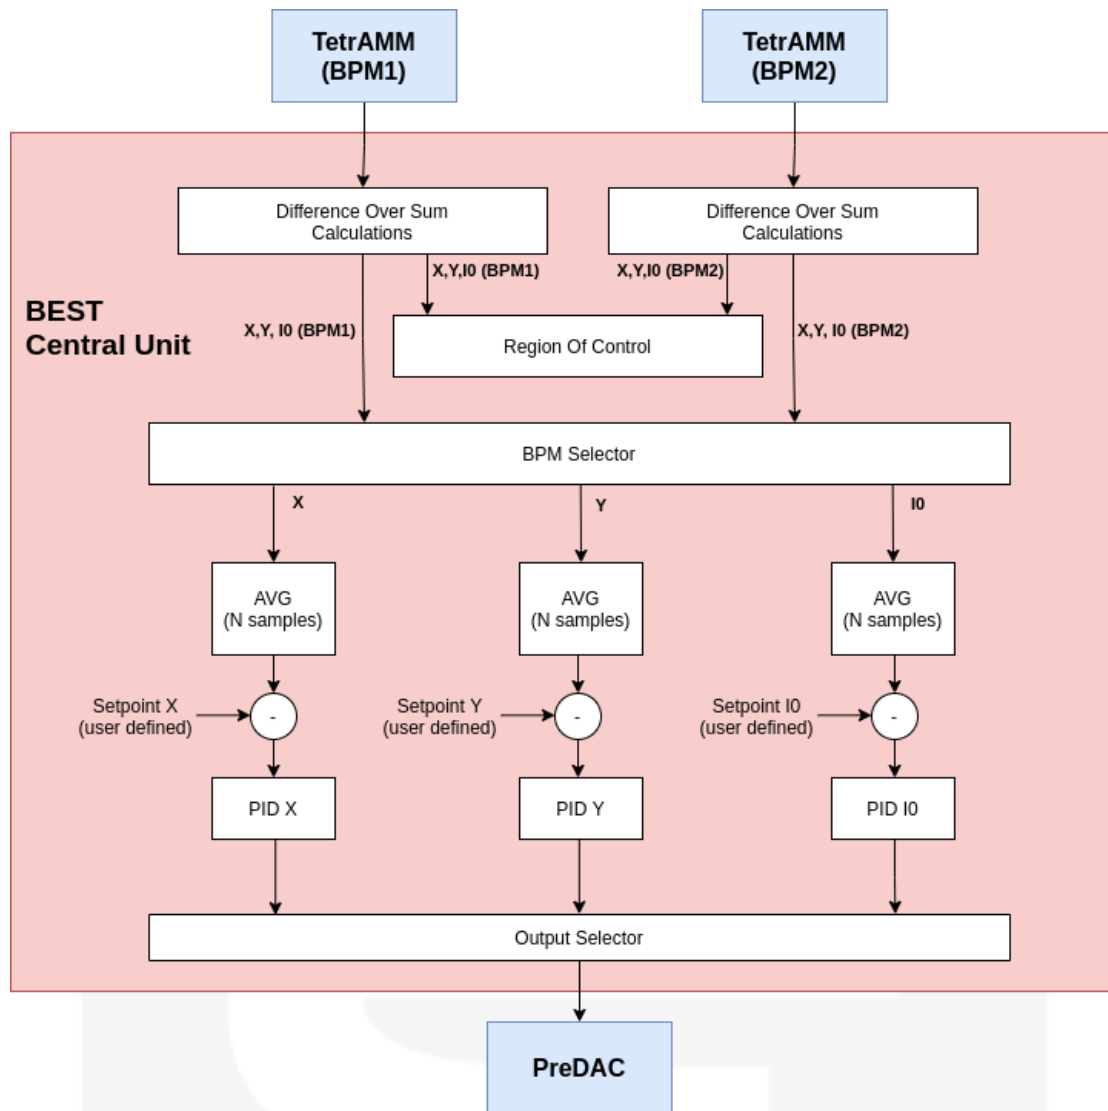 TetrAMM
(BPM1)
TetrAMM
(BPM2)
Difference Over Sum
Calculations
Difference Over Sum
Calculations
X,Y,I0 (BPM1)
X,Y,I0 (BPM2)
BEST
Central Unit
X,Y, I0 (BPM1)
X,Y, I0 (BPM2)
Region Of Control
BPM Selector
X
Y
I0
AVG
(N samples)
AVG
(N samples)
AVG
(N samples)
Setpoint X
(user defined)
-
Setpoint Y
(user defined)
-
Setpoint I0
(user defined)
-
PID X
PID Y
PID I0
Output Selector
PreDAC